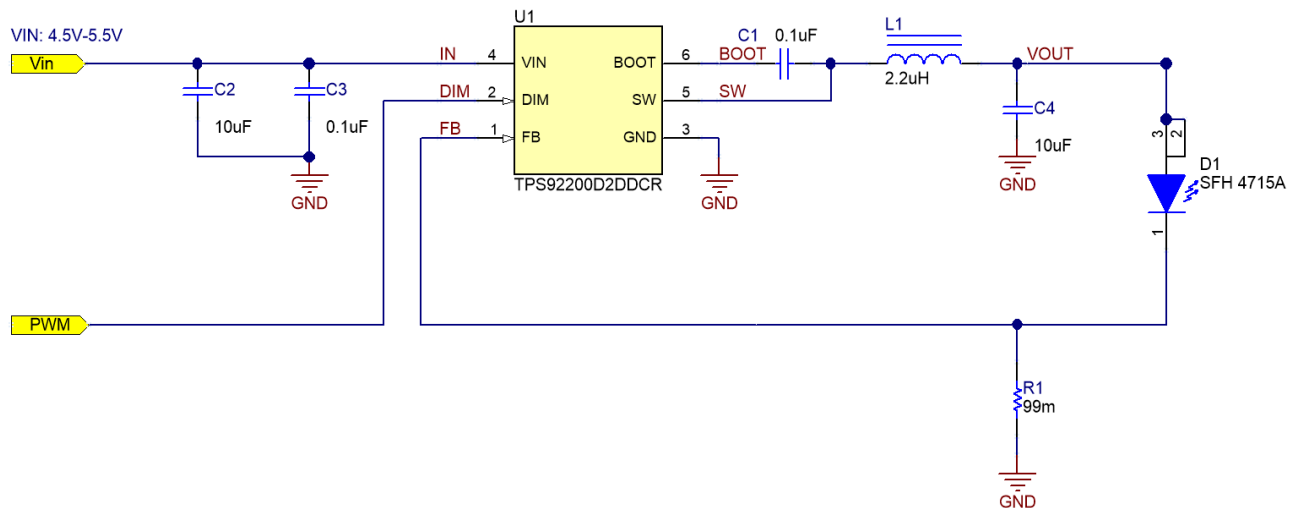 VIN: 4.5V-5.5V
Vin
C2
10uF
C3
0.1uF
GND
PWM
IN
DIM
FB
U1
4
2
1
VIN
DIM
FB
BOOT
SW
GND
6
5
3
TPS92200D2DDCR
BOOT
SW
GND
C1
0.1uF
L1
2.2uH
VOUT
C4
10uF
GND
3
2
D1
SFH 4715A
1
R1
99m
GND